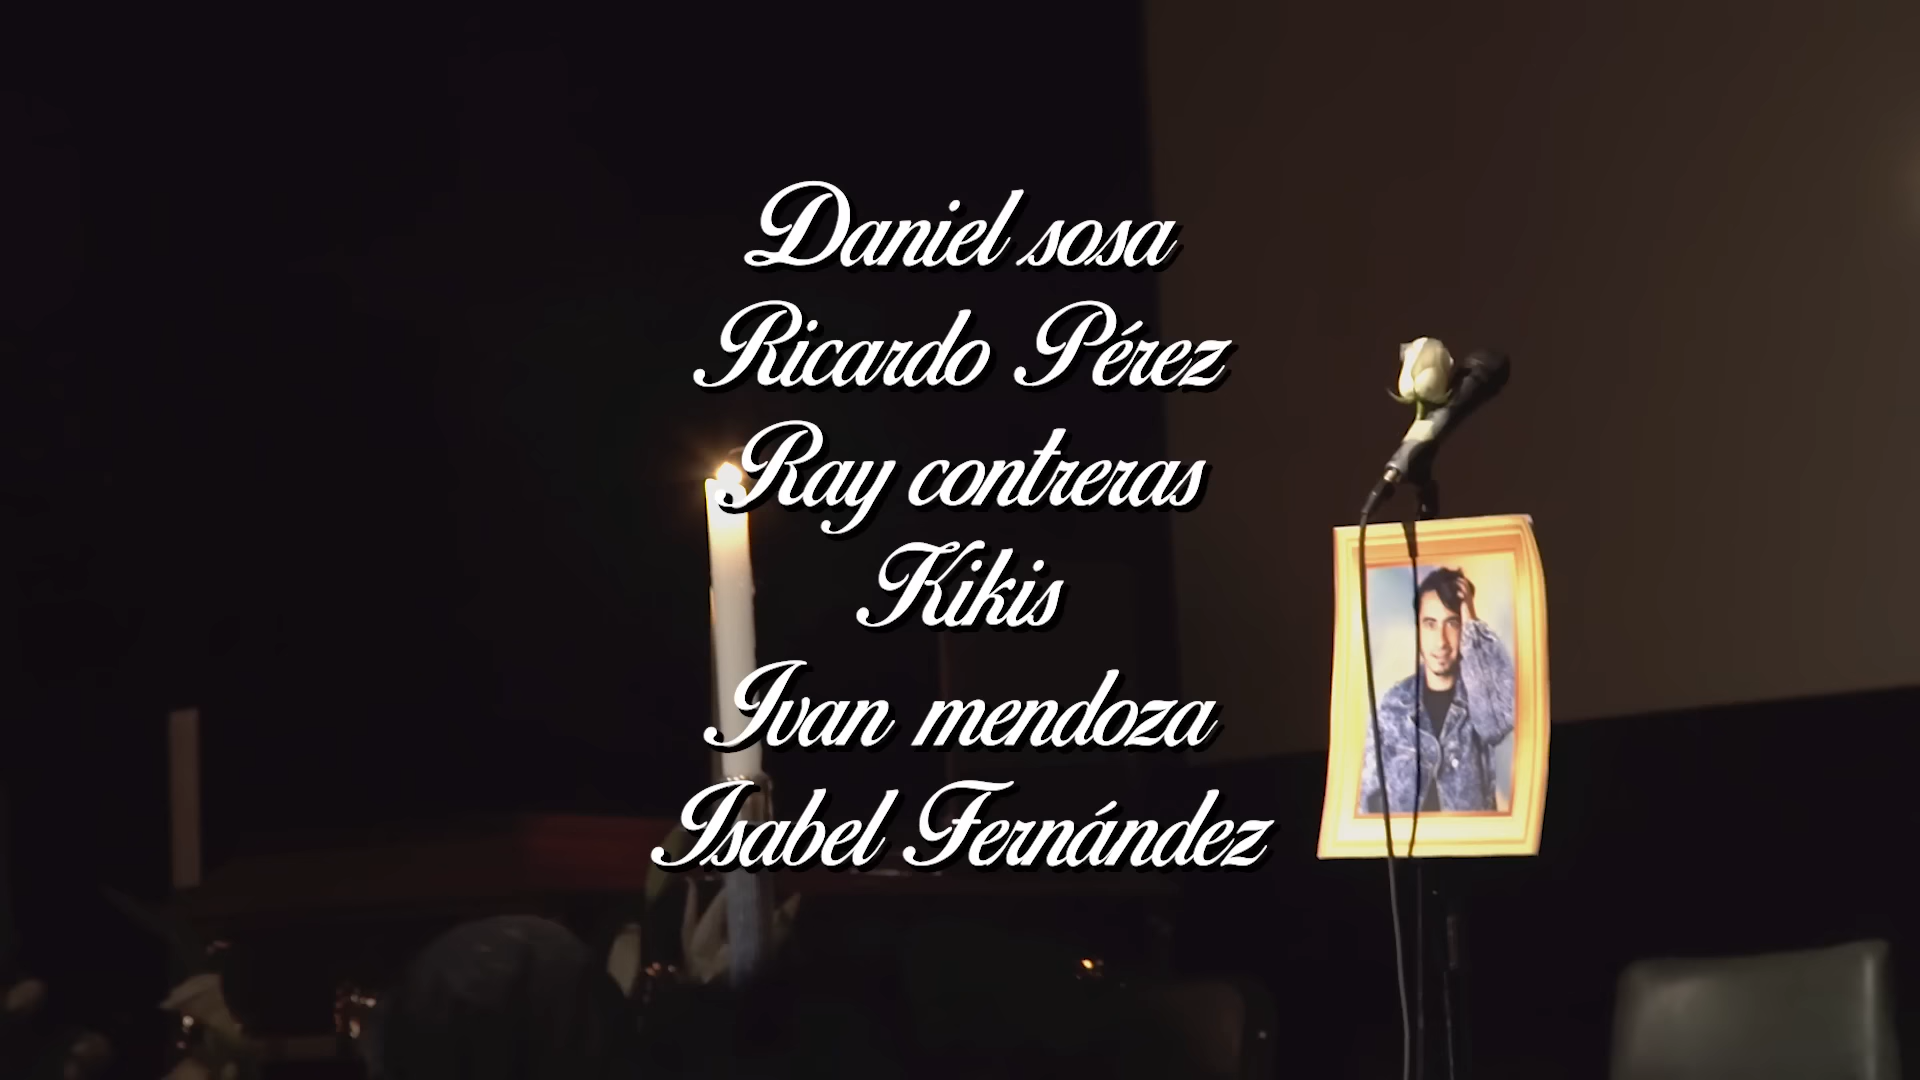 Daniel sosa
Ricardo Pérez
Ray contreras
Kikis
Ivan mendoza
Isabel Fernández